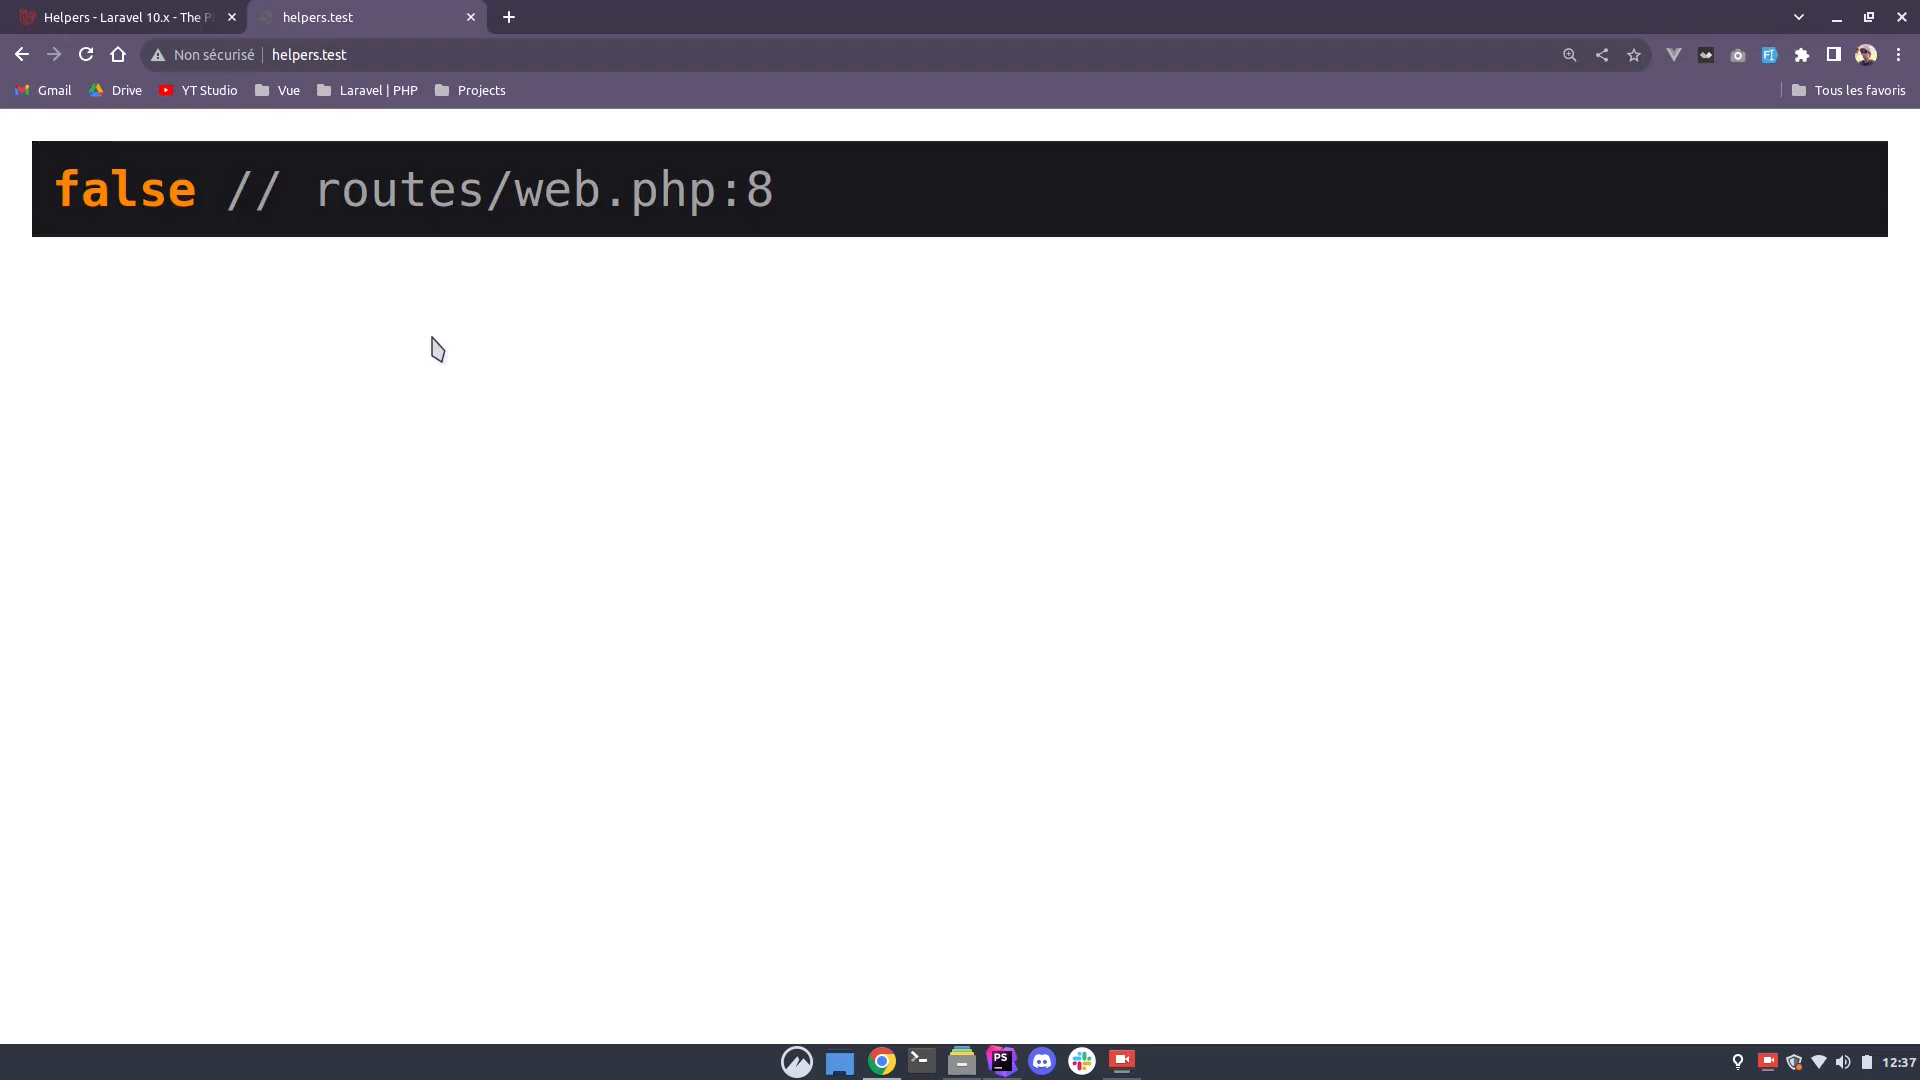 Helpers - Laravel 10.x - The P
helpers.test
Non sécurisé
helpers.test
Gmail
Drive
YT Studio
Vue
Laravel | PHP
Projects
Tous les favoris
false // routes/web.php:8
PS
12:37